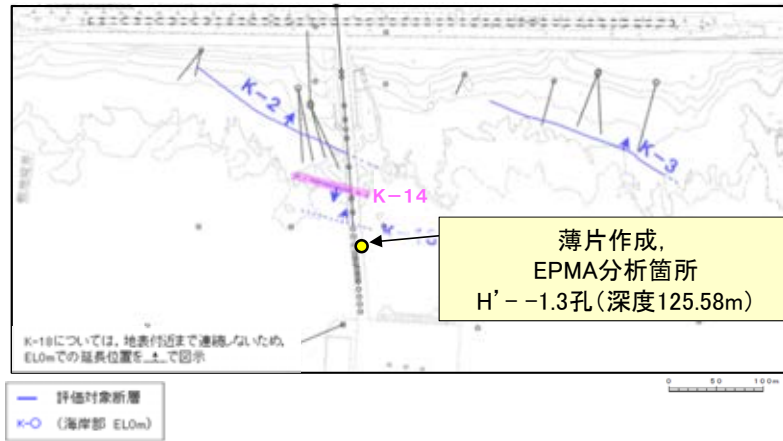 K-2
K-3
K-14
薄片作成,
EPMA分析箇所
H’- -1.3孔(深度125.58m)
K-18については,地表付近まで連続しないため,
EL0mでの延長位置を で図示
0 50 100m
評価対象断層
K-○ (海岸部 EL0m)